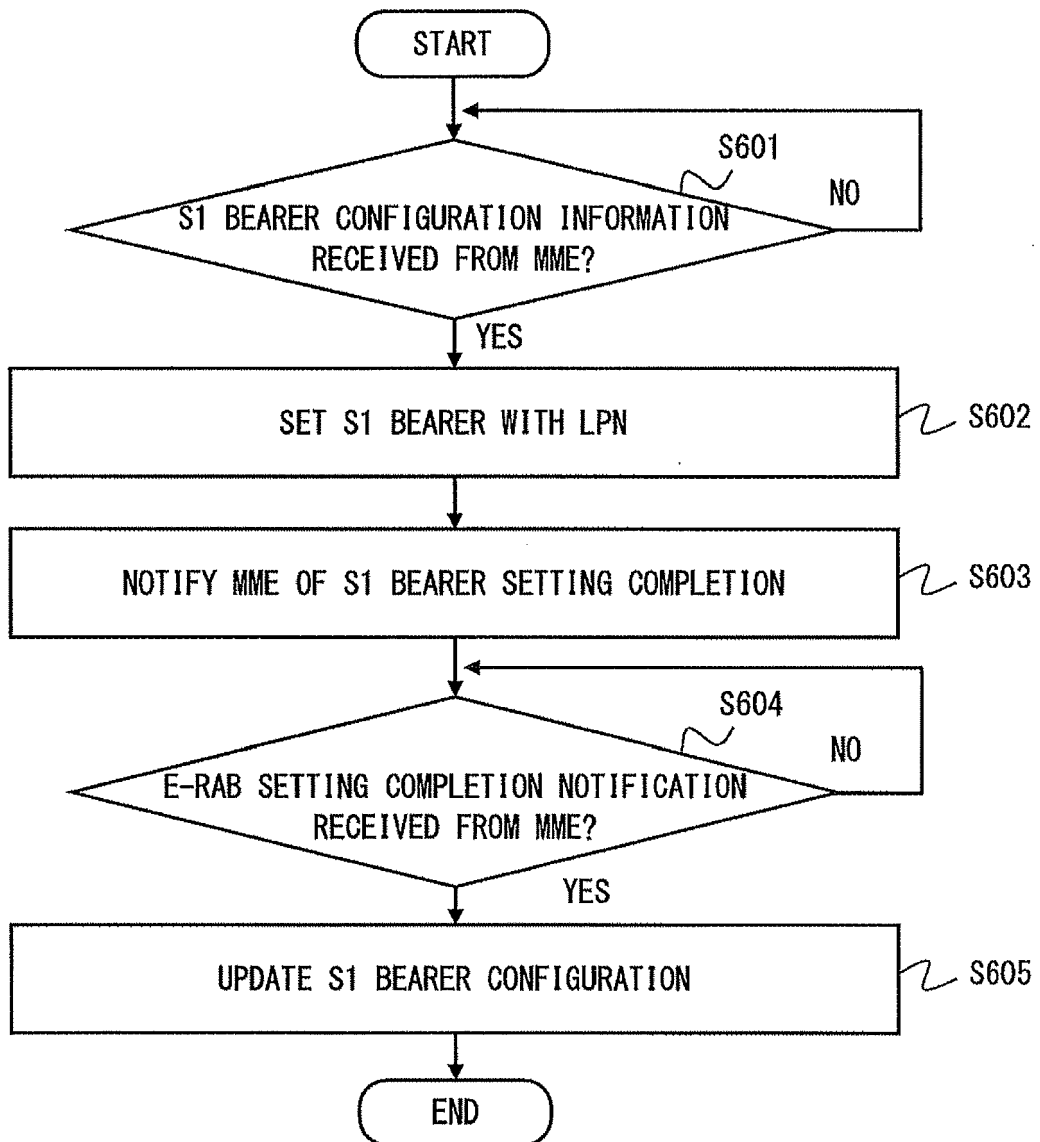 START
S601
NO
S1 BEARER CONFIGURATION INFORMATION
RECEIVED FROM MME?
YES
SET S1 BEARER WITH LPN
S602
NOTIFY MME OF S1 BEARER SETTING COMPLETION
S603
S604
NO
E-RAB SETTING COMPLETION NOTIFICATION
RECEIVED FROM MME?
YES
UPDATE S1 BEARER CONFIGURATION
S605
END